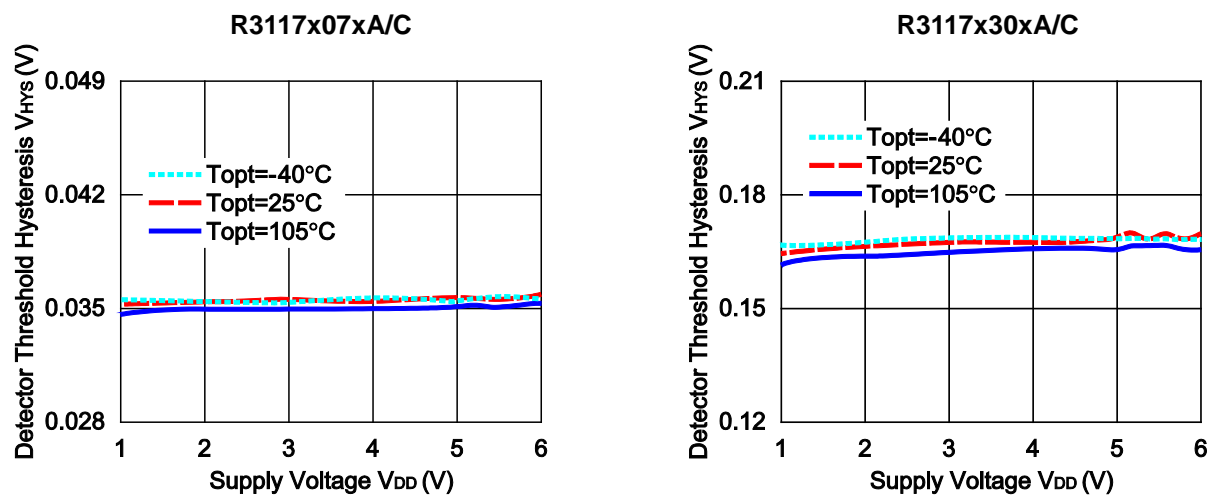 R3117x07xA/C
Detector Threshold Hysteresis VHYS (V)
0.049
0.042
0.035
0.028
Topt=-40°C
Topt=25°C
Topt=105°C
1 2 3 4 5 6
Supply Voltage VDD (V)
R3117x30xA/C
Detector Threshold Hysteresis VHYS (V)
0.21
0.18
0.15
0.12
Topt=-40°C
Topt=25°C
Topt=105°C
1 2 3 4 5 6
Supply Voltage VDD (V)